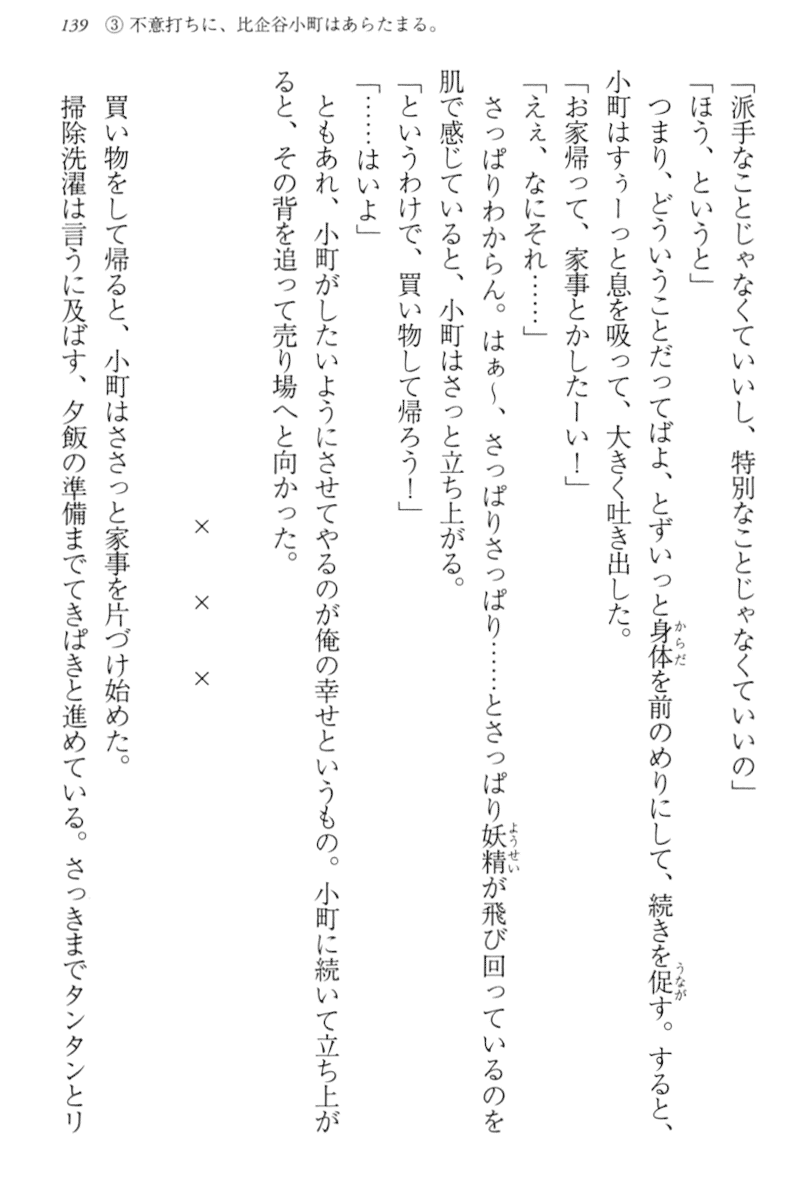 139 ③ 不意打ちに、比企谷小町はあらたまる。
「派手なことじゃなくていいし、特別なことじゃなくていいの」
「ほう、というと」
つまり、どういうことだってばよ、とずいっと身体を前のめりにして、続きを促す。すると、
からだ
うなが
小町はすぅーっと息を吸って、大きく吐き出した。
「お家帰って、家事とかしたーい！」
「えぇ、なにそれ……」
さっぱりわからん。はぁ～、さっぱりさっぱり……とさっぱり妖精が飛び回っているのを
ようせい
肌で感じていると、小町はさっと立ち上がる。
「というわけで、買い物して帰ろう！」
「……はいよ」
ともあれ、小町がしたいようにさせてやるのが俺の幸せというもの。小町に続いて立ち上が
ると、その背を追って売り場へと向かった。
× × ×
買い物をして帰ると、小町はささっと家事を片づけ始めた。
掃除洗濯は言うに及ばす、夕飯の準備までてきぱきと進めている。さっきまでタンタンとリ